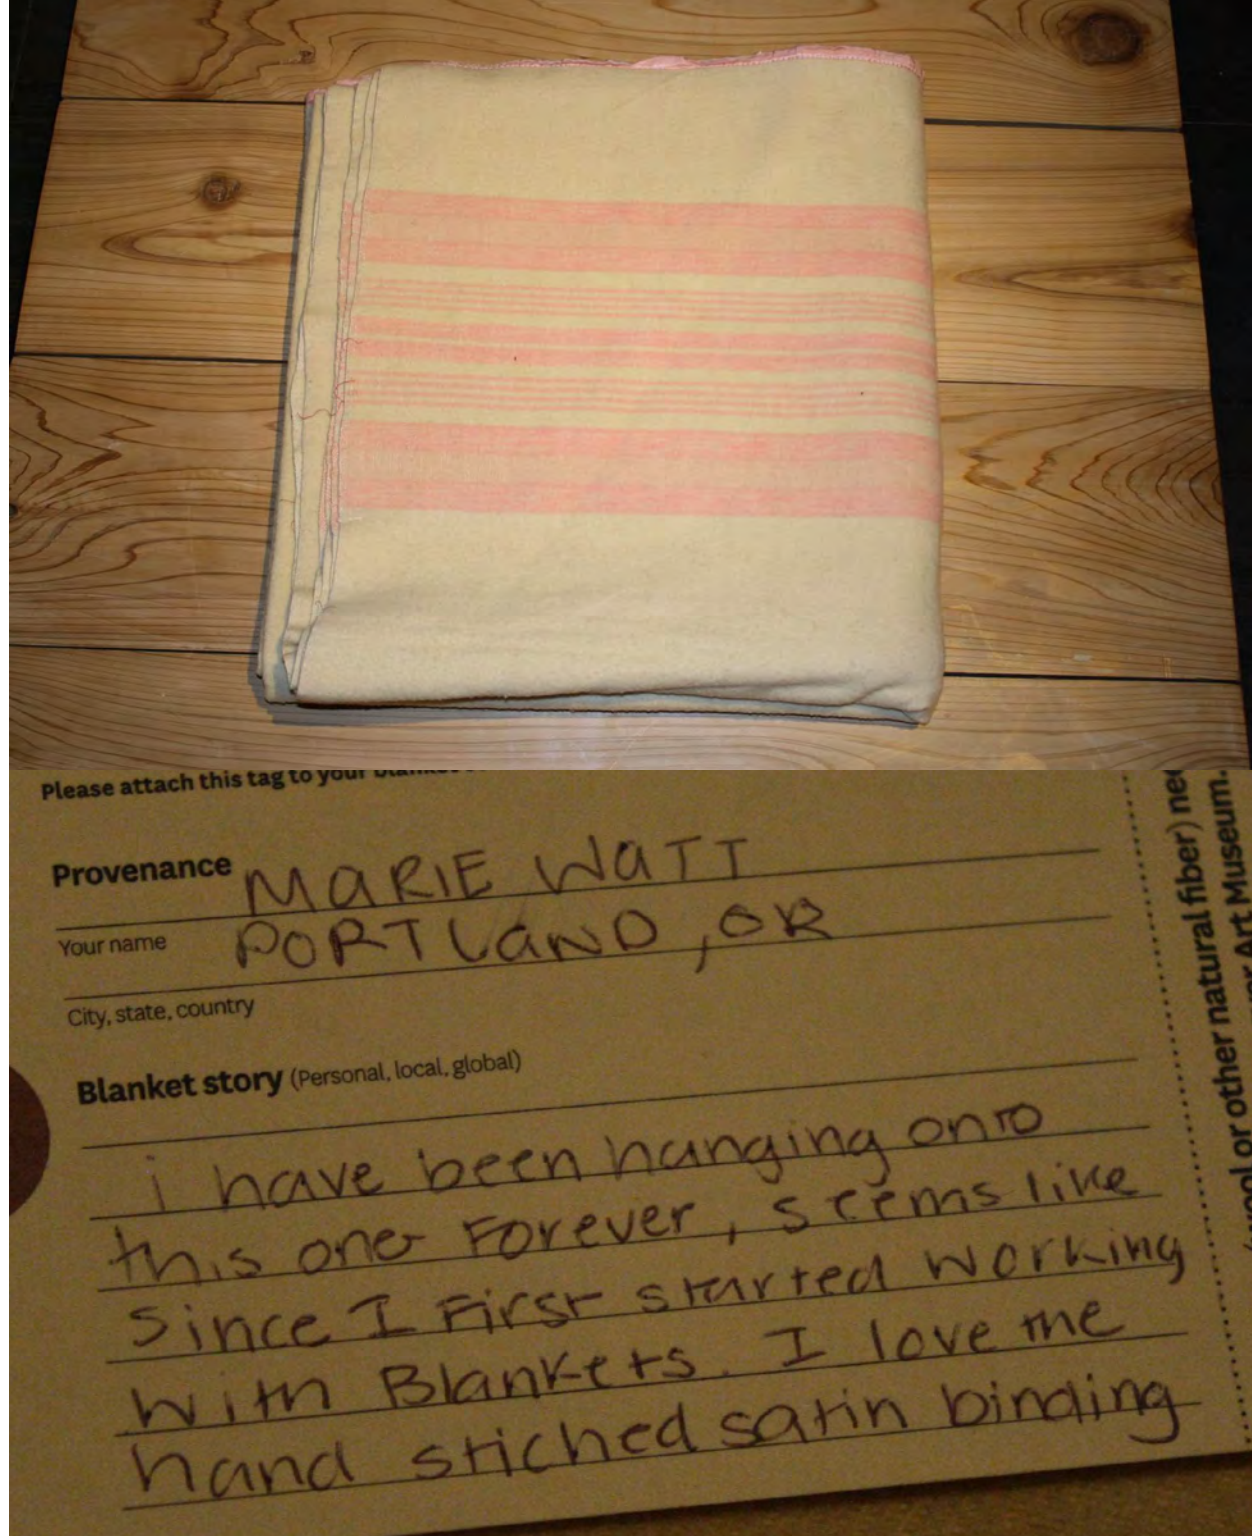 Please attach this tag to your blanket
Provenance MARIE WATT
Your name PORTLAND, OR
City, state, country
Blanket story (Personal, local, global)
i have been hanging onto
this one Forever, seems like
since I First started working
with Blankets. I love the
hand stiched satin binding
ool or other natural fiber) ne
Art Museum.